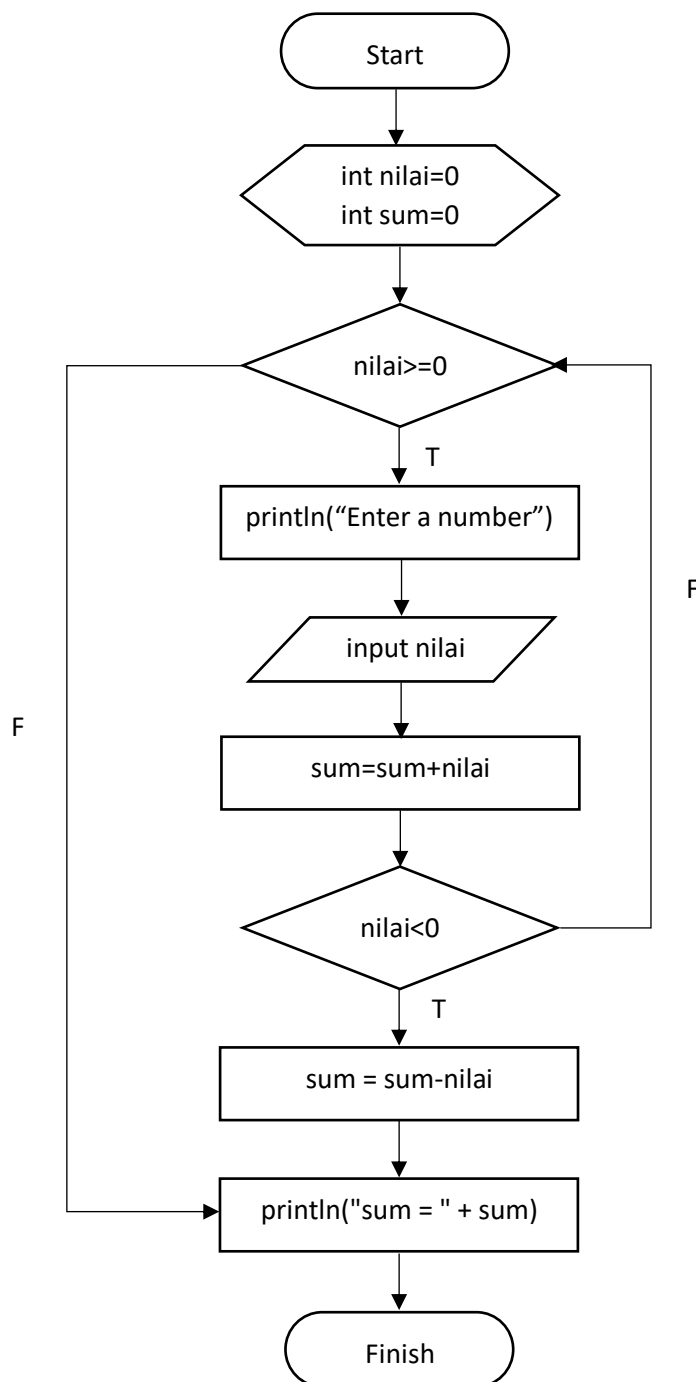 Start
int nilai=0
int sum=0
nilai>=0
T
println(“Enter a number”)
F
input nilai
F
sum=sum+nilai
nilai<0
T
sum = sum-nilai
println("sum = " + sum)
Finish